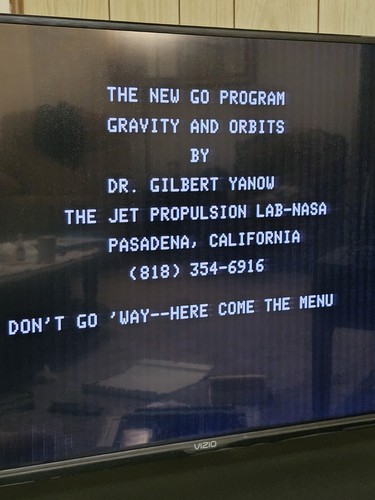 THE NEW GO PROGRAM
GRAVITY AND ORBITS
BY
DR. GILBERT YANOW
THE JET PROPULSION LAB-NASA
PASADENA, CALIFORNIA
(818) 354-6916
DON'T GO 'WAY--HERE COME THE MENU
VIZIO